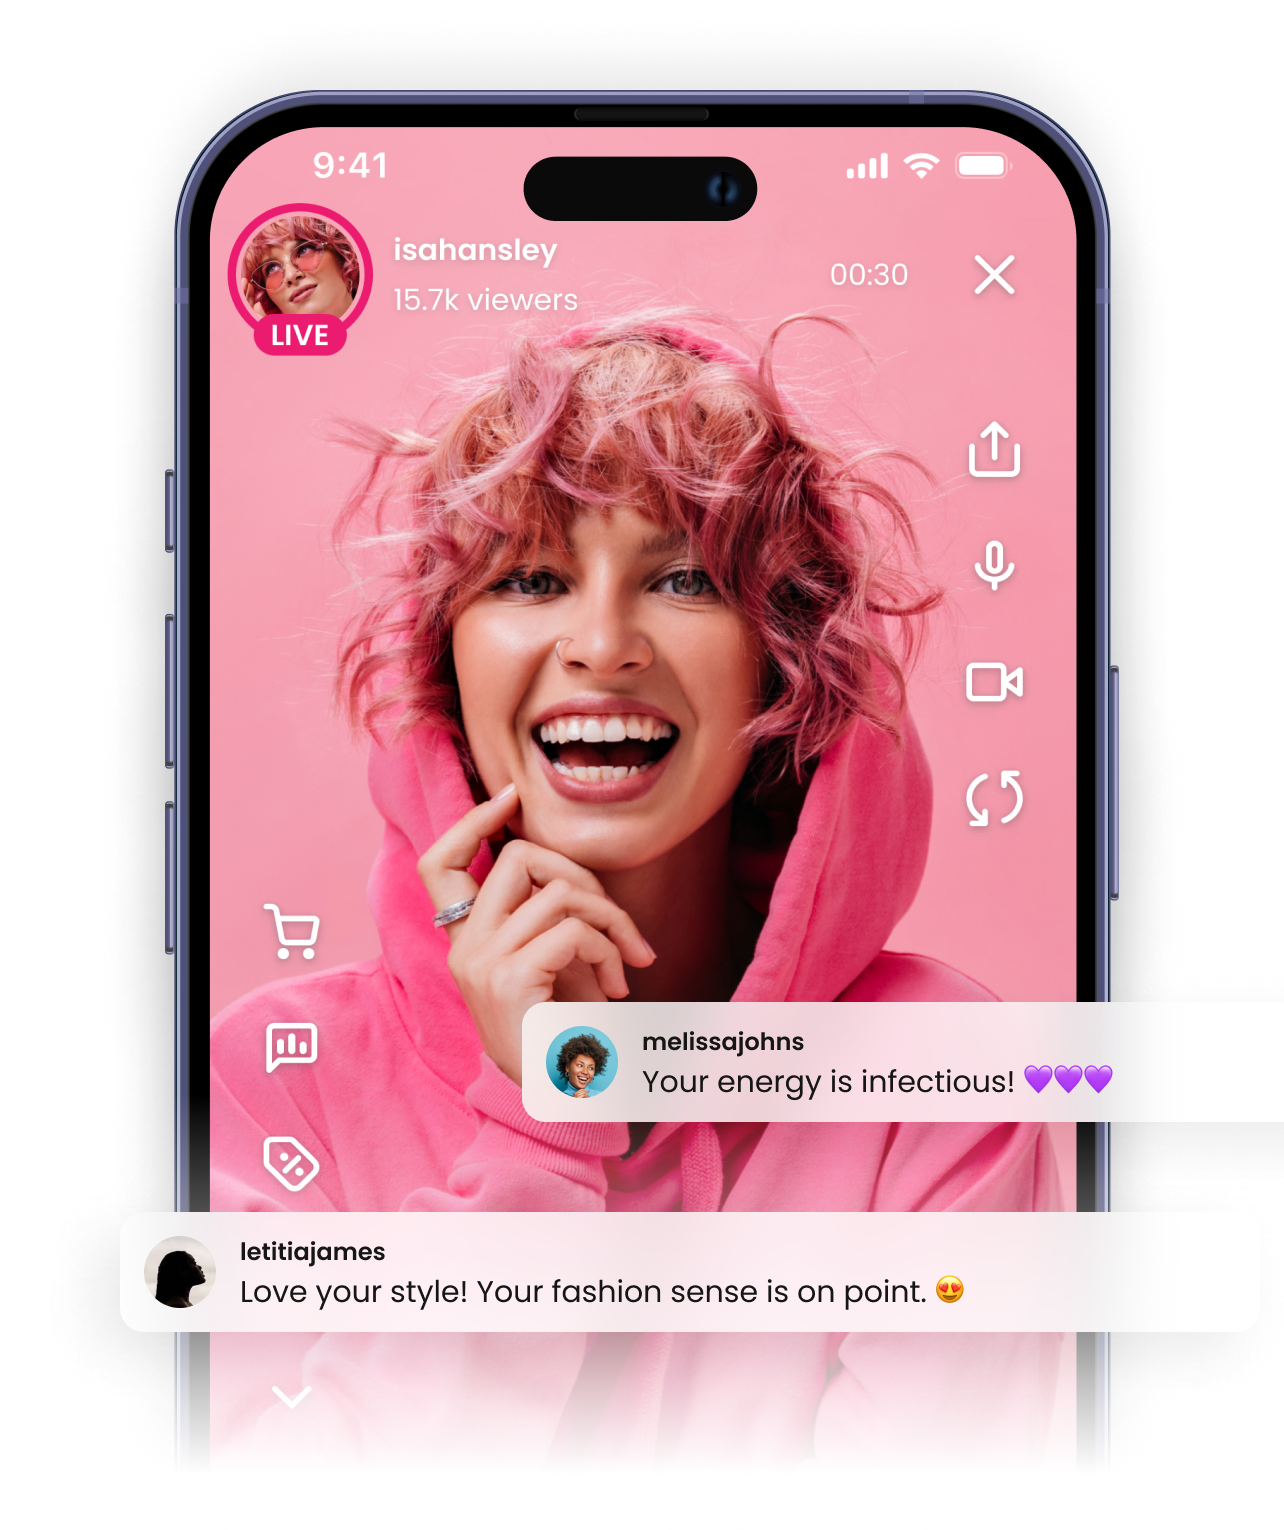 9:41
isahansley
15.7k viewers
00:30
LIVE
melissajohns
Your energy is infectious! 💜💜💜
letitiajames
Love your style! Your fashion sense is on point. 😍